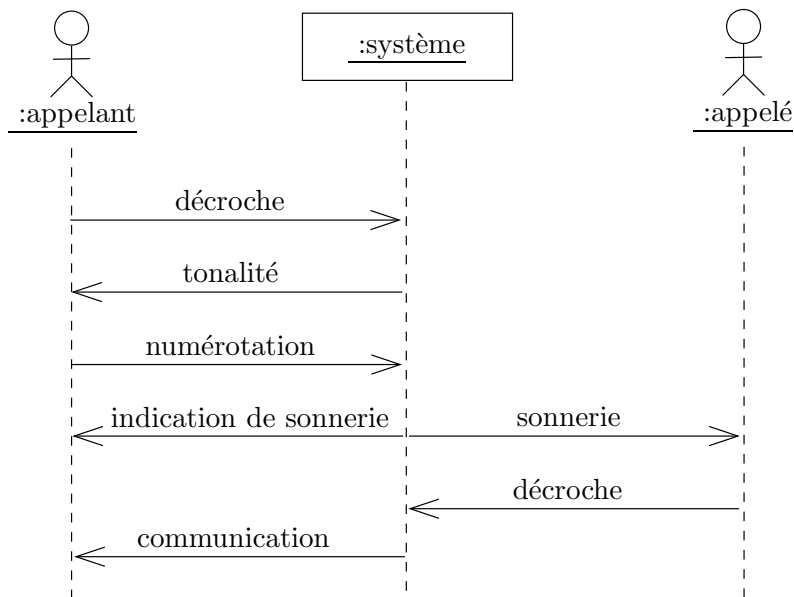 :système
:appelant
:appelé
décroche
tonalité
numérotation
indication de sonnerie
sonnerie
décroche
communication